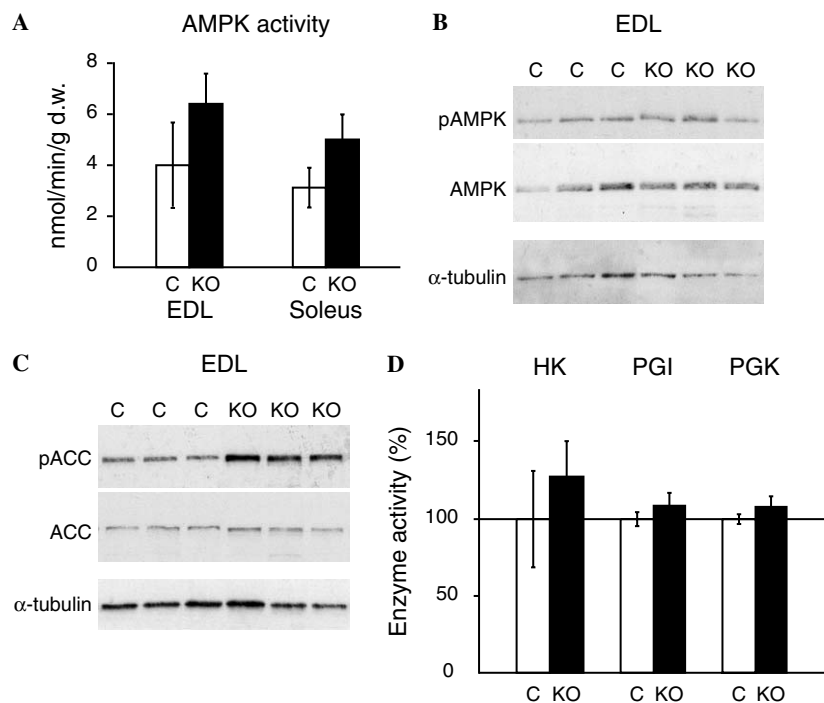 A
AMPK activity
nmol/min/g d.w.
8
6
4
2
0
C KO C KO
EDL Soleus
B
EDL
C C C KO KO KO
pAMPK
AMPK
α-tubulin
C
EDL
C C C KO KO KO
pACC
ACC
α-tubulin
D
HK PGI PGK
Enzyme activity (%)
150
100
50
0
C KO C KO C KO